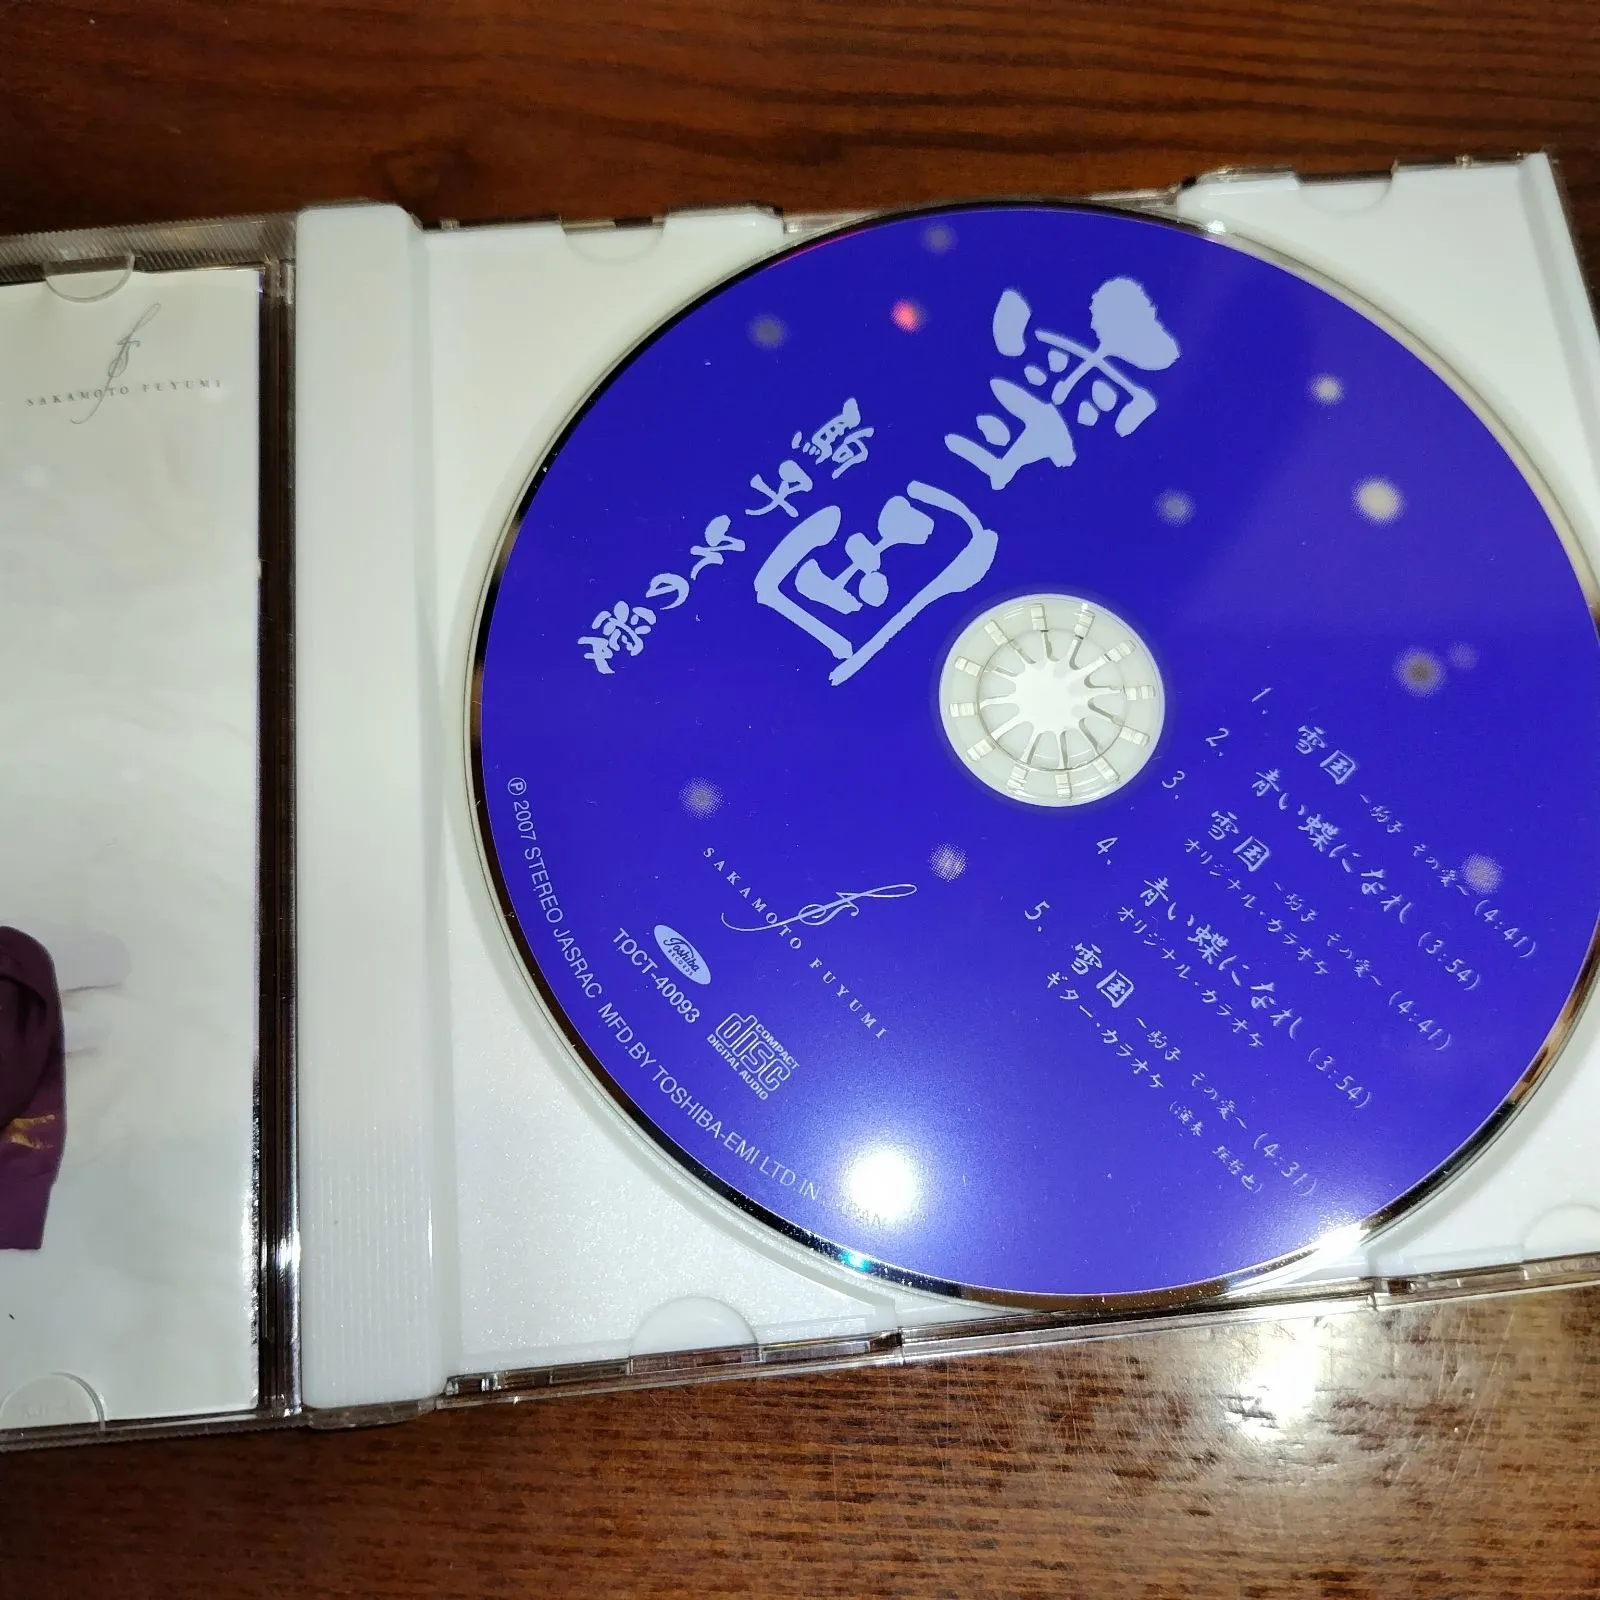 SAKAMOTO FUYUMI
雪国
駒子その愛
1. 雪国 ~駒子 その愛~ (4:41)
2. 青い蝶になれ (3:54)
3. 雪国 ~駒子 その愛~ (4:41)
オリジナル・カラオケ
4. 青い蝶になれ (3:54)
オリジナル・カラオケ
5. 雪国 ~駒子 その愛~ (4:31)
ギター・カラオケ (演奏
SAKAMOTO FUYUMI
Toshiba
RECORDS
TOCT-40093
COMPACT
disc
DIGITAL AUDIO
℗ 2007 STEREO JASRAC MFD.BY TOSHIBA-EMI LTD.IN JAPAN